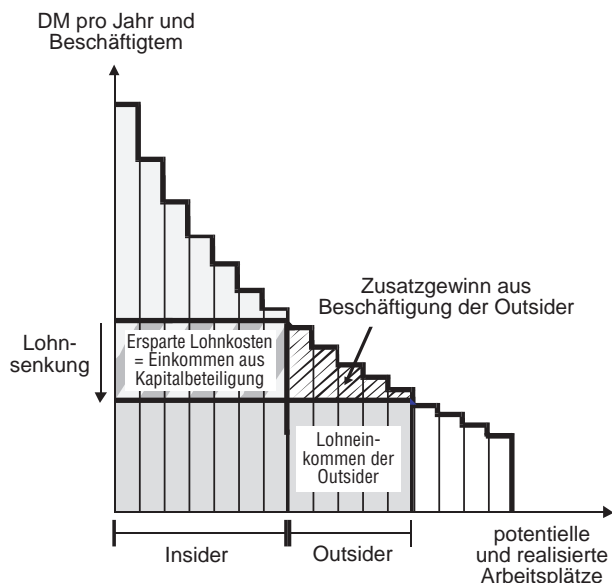 DM pro Jahr und
Beschäftigtem
Zusatzgewinn aus
Beschäftigung der Outsider
Lohn-
senkung
Ersparte Lohnkosten
= Einkommen aus
Kapitalbeteiligung
Lohnein-
kommen der
Outsider
Insider
Outsider
potentielle
und realisierte
Arbeitsplätze